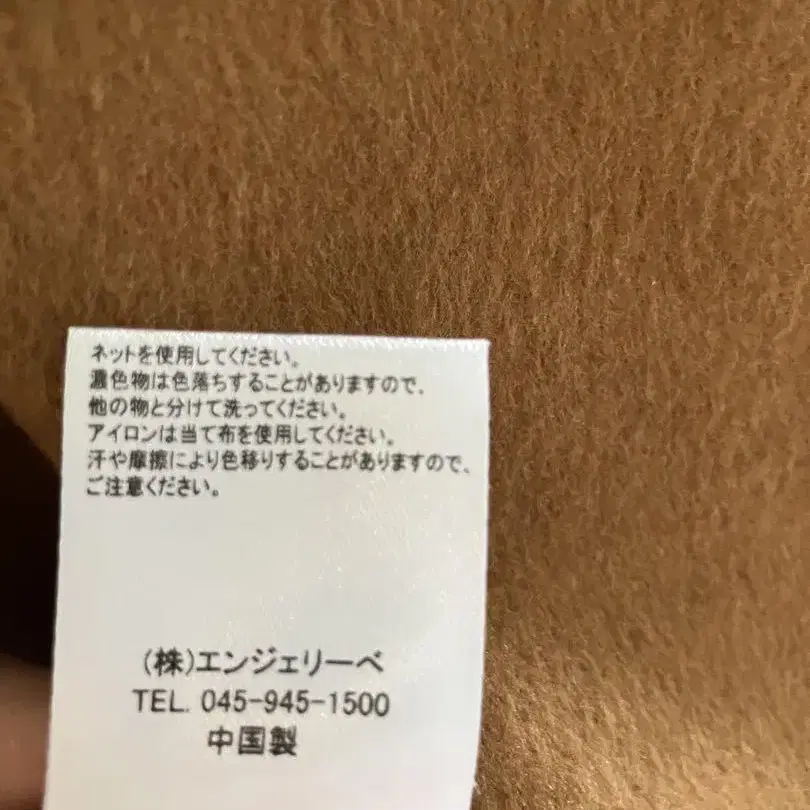 ネットを使用してください。
濃色物は色落ちすることがありますので、
他の物と分けて洗ってください。
アイロンは当て布を使用してください。
汗や摩擦により色移りすることがありますので、
ご注意ください。
(株)エンジェリーベ
TEL. 045-945-1500
中国製